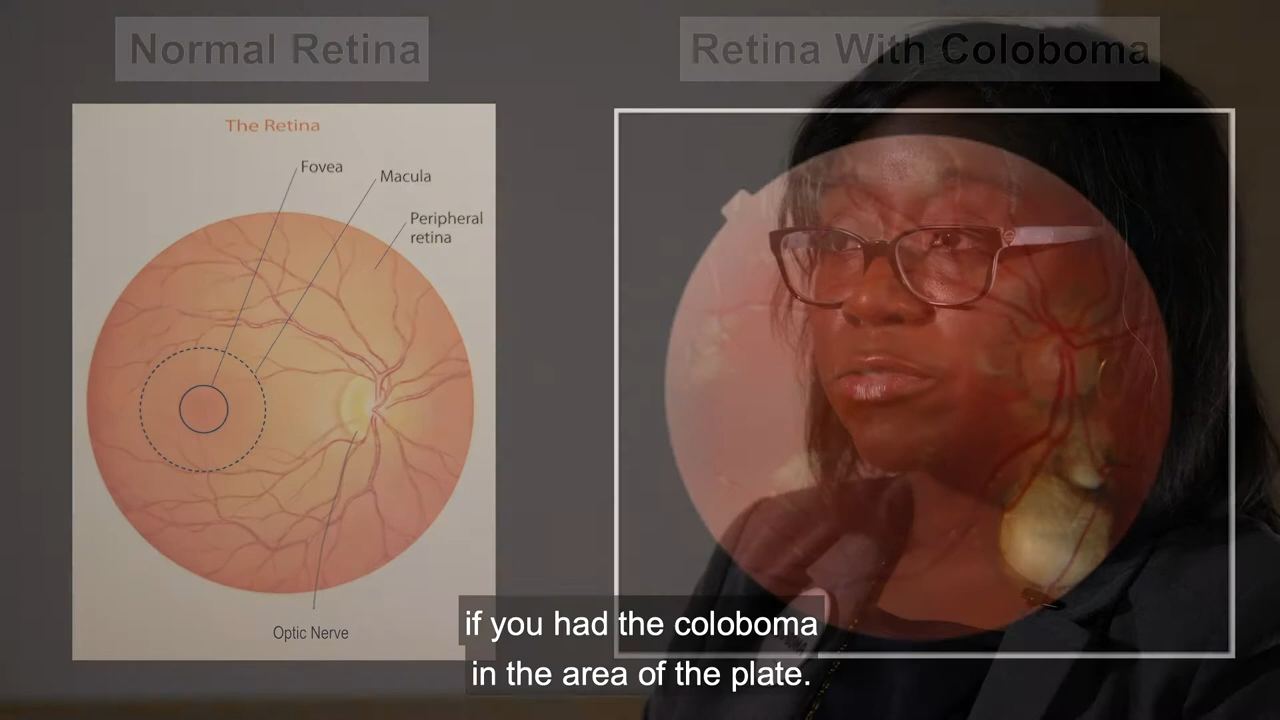 Normal Retina
Retina With Coloboma
The Retina
Fovea
Macula
Peripheral
retina
Optic Nerve
if you had the coloboma
in the area of the plate.